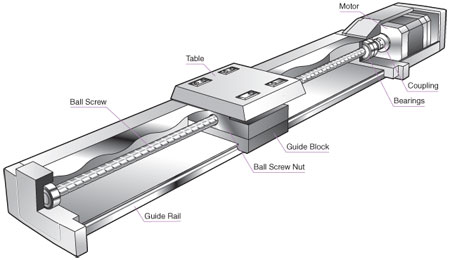 Motor
Table
Coupling
Ball Screw
Bearings
Guide Block
Ball Screw Nut
Guide Rail